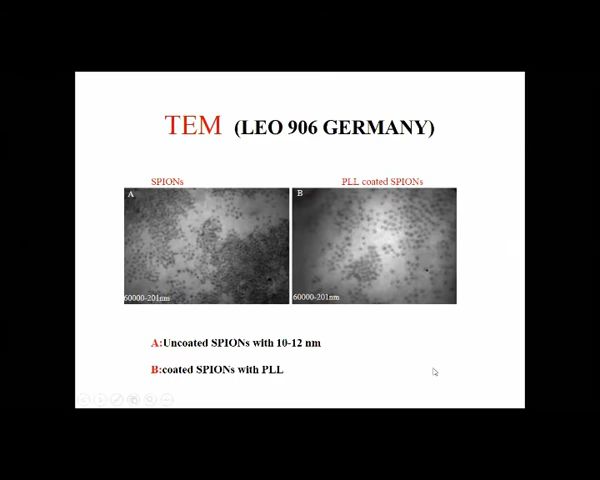 TEM (LEO 906 GERMANY)
SPIONs
PLL coated SPIONs
A
B
60000-201nm
60000-201nm
A:Uncoated SPIONs with 10-12 nm
B:coated SPIONs with PLL